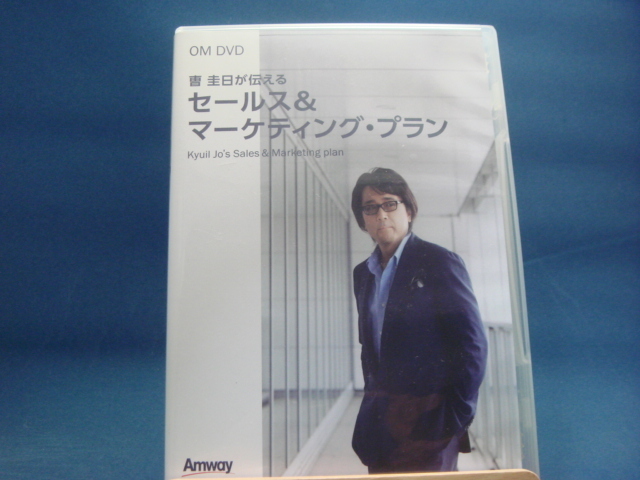 OM DVD
曺 圭日が伝える
セールス&
マーケティング・プラン
Kyuil Jo's Sales & Marketing plan
Amway